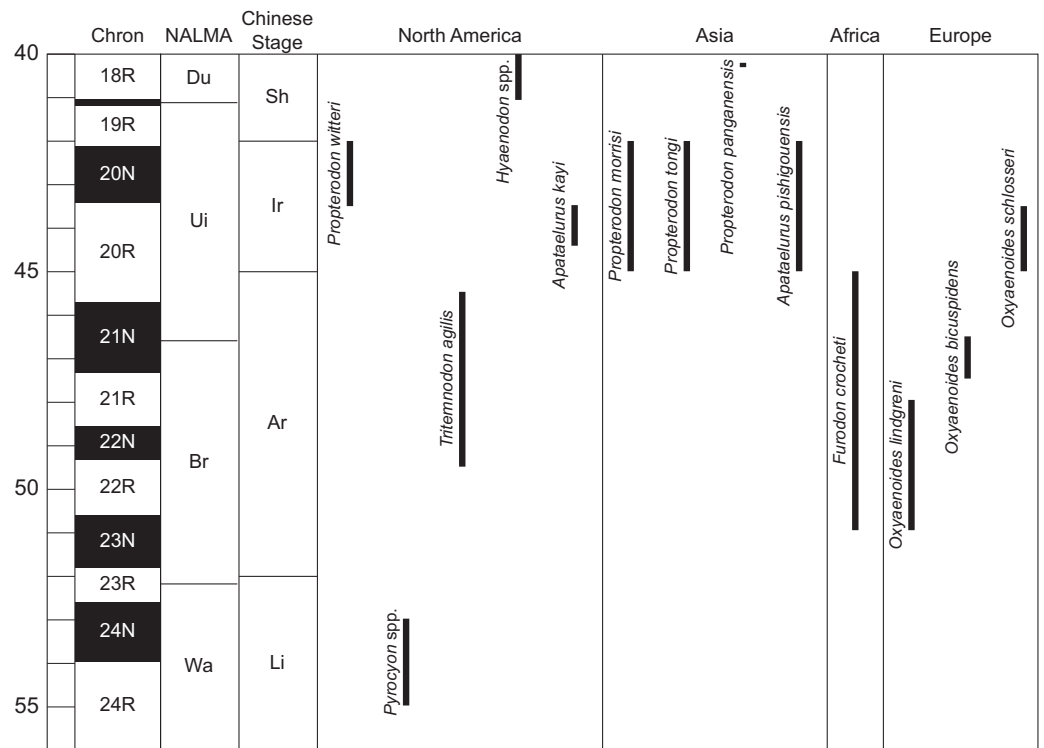 Chron
NALMA
Chinese
Stage
North America
Asia
Africa
Europe
40
45
50
55
18R
19R
20N
20R
21N
21R
22N
22R
23N
23R
24N
24R
Du
Ui
Br
Wa
Sh
Ir
Ar
Li
Propterodon witteri
Pyrocyon spp.
Tritemnodon agilis
Hyaenodon spp.
Apataelurus kayi
Propterodon morrisi
Propterodon tongi
Propterodon panganensis
Apataelurus pishigouensis
Furodon crocheti
Oxyaenoides lindgreni
Oxyaenoides bicuspidens
Oxyaenoides schlosseri